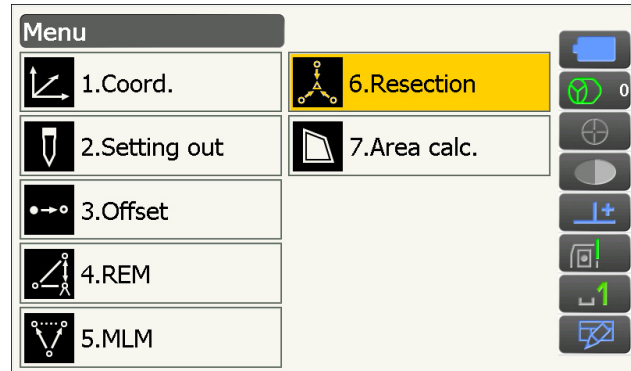 Menu
1.Coord.
2.Setting out
3.Offset
4.REM
5.MLM
6.Resection
7.Area calc.
0
1